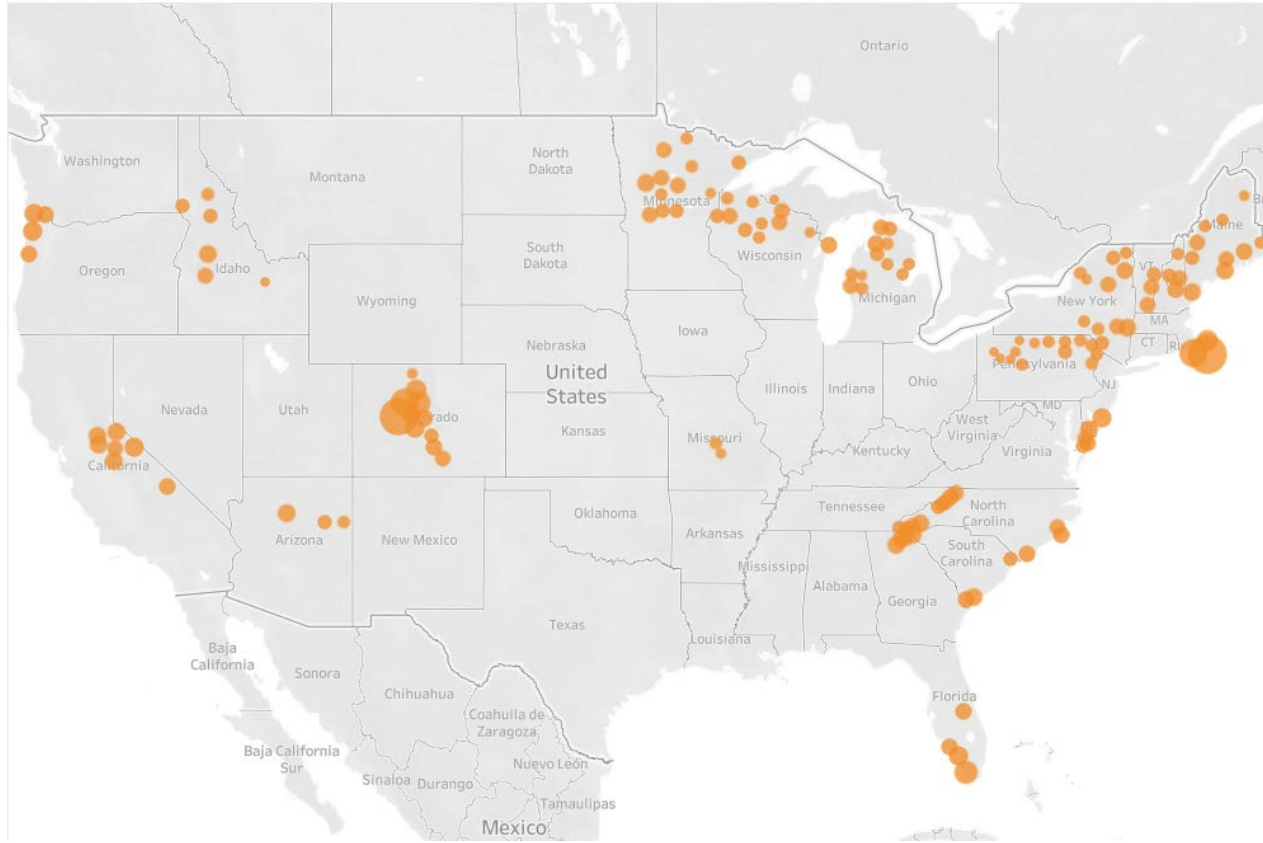 Ontario
Washington
North
Dakota
Montana
Minnesota
Br
Maine
Oregon
Idaho
South
Dakota
Wisconsin
VT
Wyoming
Michigan
New York
MA
CT
Iowa
Nebraska
Pennsylvania
NJ
United
States
Nevada
Utah
Illinois
Indiana
Ohio
MD
Kansas
Missouri
West
Virginia
Virginia
California
Kentucky
Tennessee
North
Carolina
Oklahoma
Arkansas
Arizona
New Mexico
South
Carolina
Mississippi
Alabama
Georgia
Texas
Louisiana
Baja
California
Sonora
Chihuahua
Florida
Coahuila de
Zaragoza
Baja California
Sur
Nuevo León
Sinaloa
Durango
Tamaulipas
Mexico